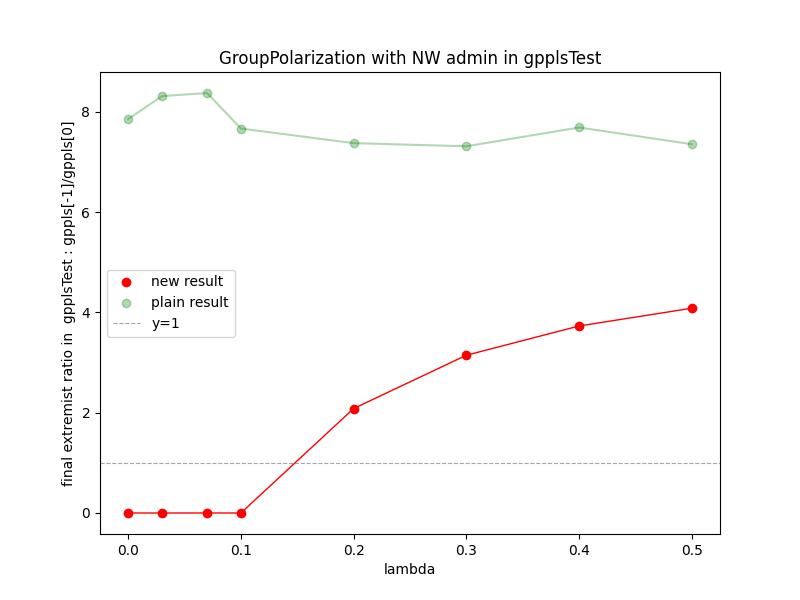 GroupPolarization with NW admin in gpplsTest
final extremist ratio in  gpplsTest : gppls[-1]/gppls[0]
8
6
4
2
0
new result
plain result
y=1
0.0 0.1 0.2 0.3 0.4 0.5
lambda